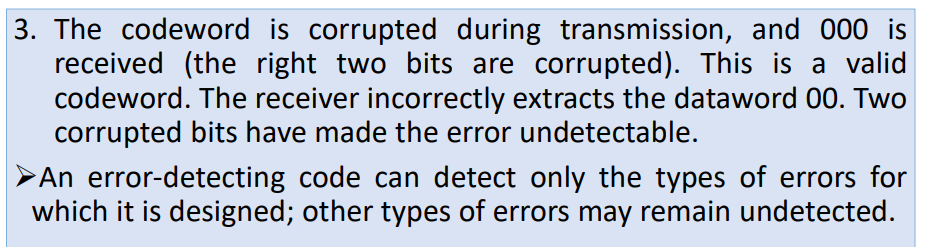 3. The codeword is corrupted during transmission, and 000 is
received (the right two bits are corrupted). This is a valid
codeword. The receiver incorrectly extracts the dataword 00. Two
corrupted bits have made the error undetectable.
➢An error-detecting code can detect only the types of errors for
which it is designed; other types of errors may remain undetected.